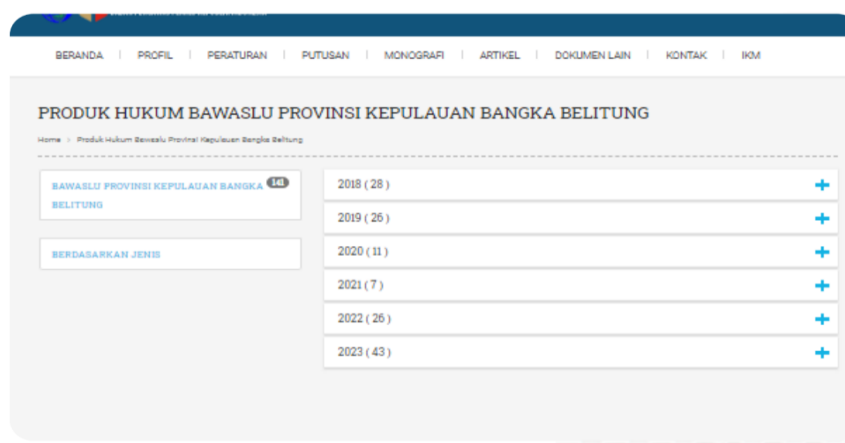 BERANDA | PROFIL | PERATURAN | PUTUSAN | MONOGRAFI | ARTIKEL | DOKUMEN LAIN | KONTAK | IKM
PRODUK HUKUM BAWASLU PROVINSI KEPULAUAN BANGKA BELITUNG
Home > Produk Hukum Bawaslu Provinsi Kepulauan Bangka Belitung
BAWASLU PROVINSI KEPULAUAN BANGKA 141
BELITUNG
BERDASARKAN JENIS
2018 ( 28 )
2019 ( 26 )
2020 ( 11 )
2021 ( 7 )
2022 ( 26 )
2023 ( 43 )